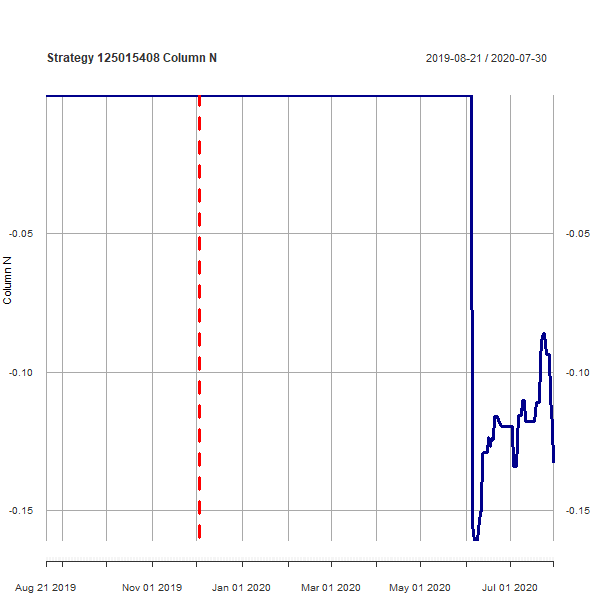 Strategy 125015408 Column N
2019-08-21 / 2020-07-30
-0.05
-0.05
Column N
-0.10
-0.10
-0.15
-0.15
Aug 21 2019
Nov 01 2019
Jan 01 2020
Mar 01 2020
May 01 2020
Jul 01 2020